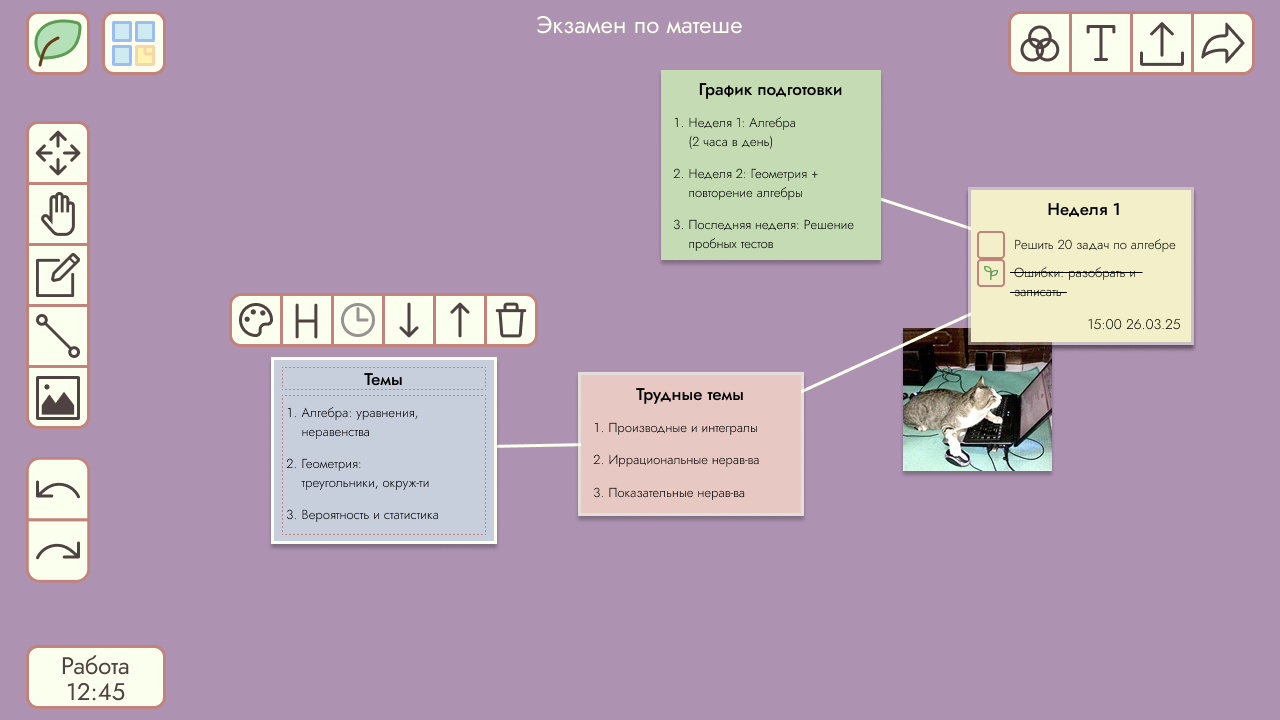 Экзамен по матеше
График подготовки
1. Неделя 1: Алгебра
(2 часа в день)
2. Неделя 2: Геометрия +
повторение алгебры
3. Последняя неделя: Решение
пробных тестов
Неделя 1
Решить 20 задач по алгебре
Ошибки: разобрать и
записать
15:00 26.03.25
Темы
1. Алгебра: уравнения,
неравенства
2. Геометрия:
треугольники, окруж-ти
3. Вероятность и статистика
Трудные темы
1. Производные и интегралы
2. Иррациональные нерав-ва
3. Показательные нерав-ва
Работа
12:45